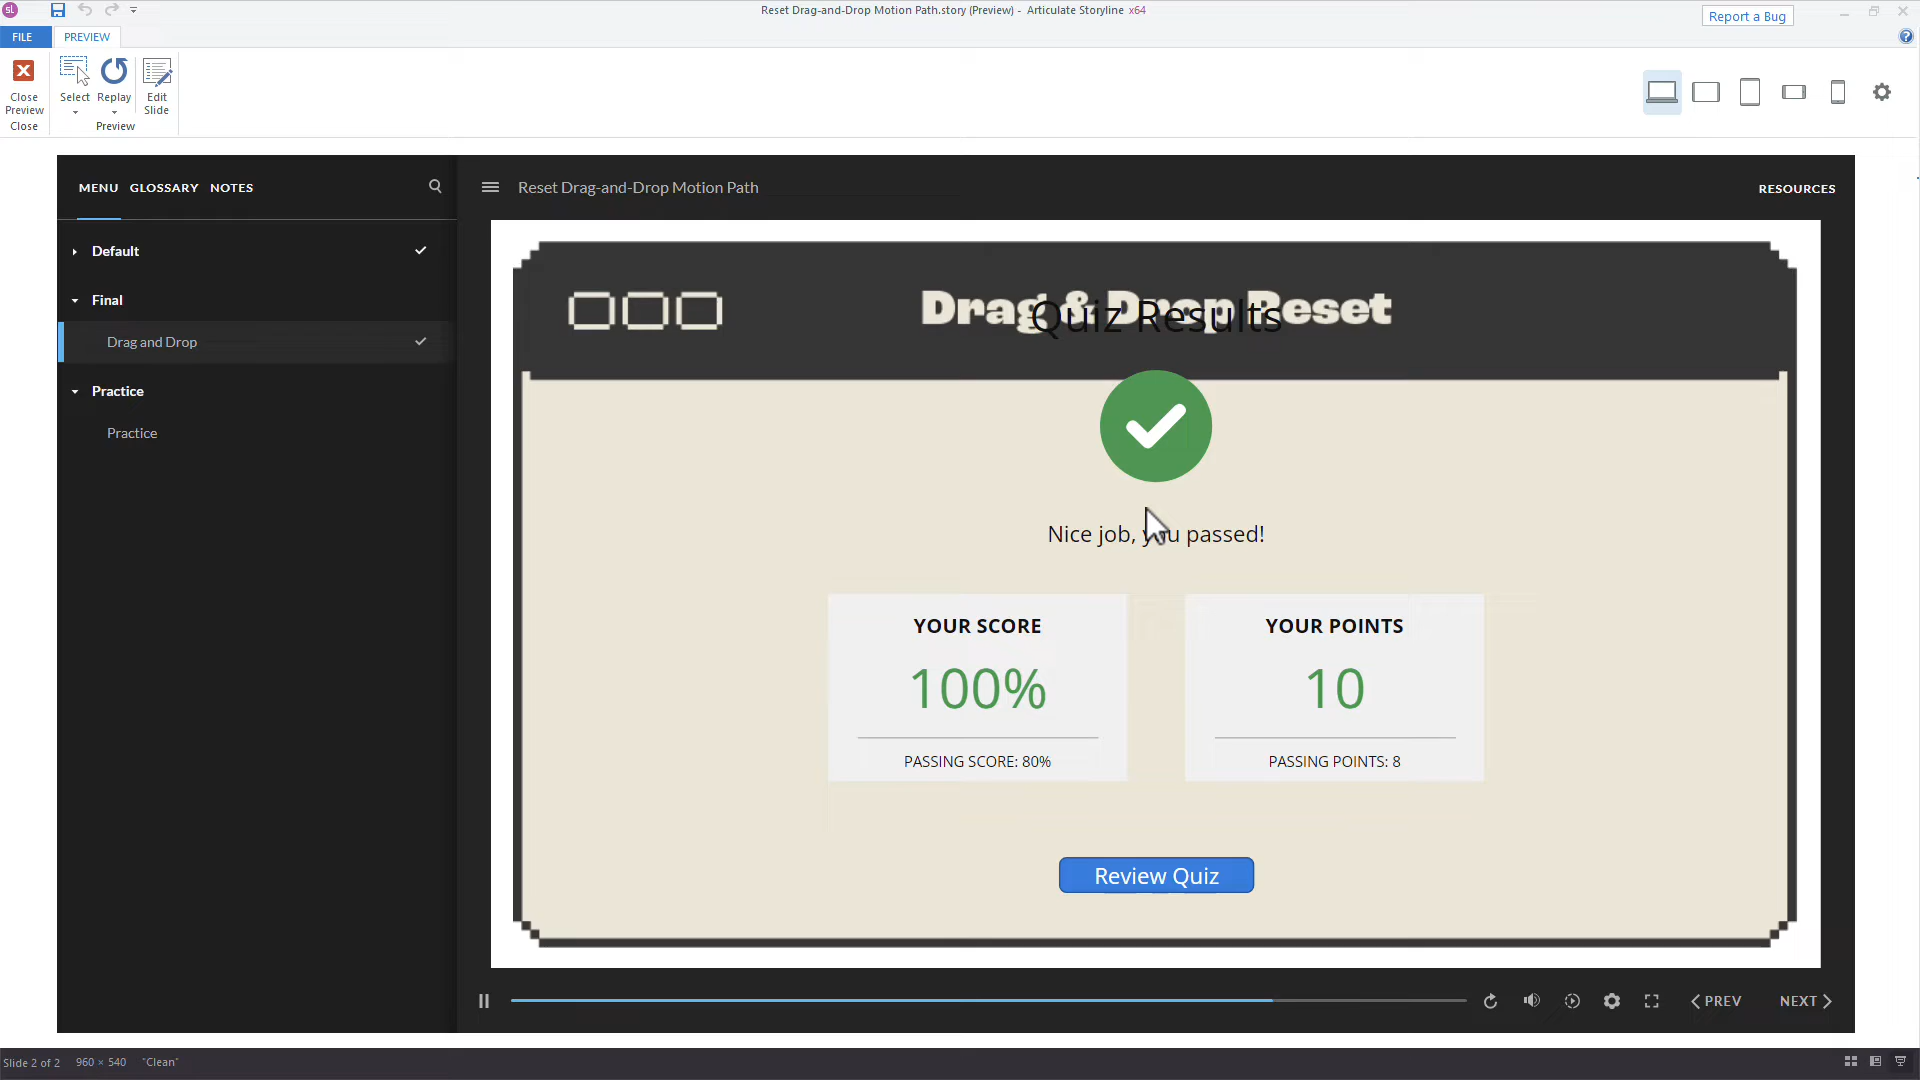 sl
Reset Drag-and-Drop Motion Path.story (Preview) - Articulate Storyline x64
Report a Bug
FILE
PREVIEW
?
Close Preview
Select
Replay
Edit Slide
Close
Preview
MENU
GLOSSARY
NOTES
Reset Drag-and-Drop Motion Path
RESOURCES
Default
Final
Drag and Drop
Practice
Practice
Drag & Drop Reset
Quiz Results
Nice job, you passed!
YOUR SCORE
100%
PASSING SCORE: 80%
YOUR POINTS
10
PASSING POINTS: 8
Review Quiz
PREV
NEXT
Slide 2 of 2
960 × 540
"Clean"